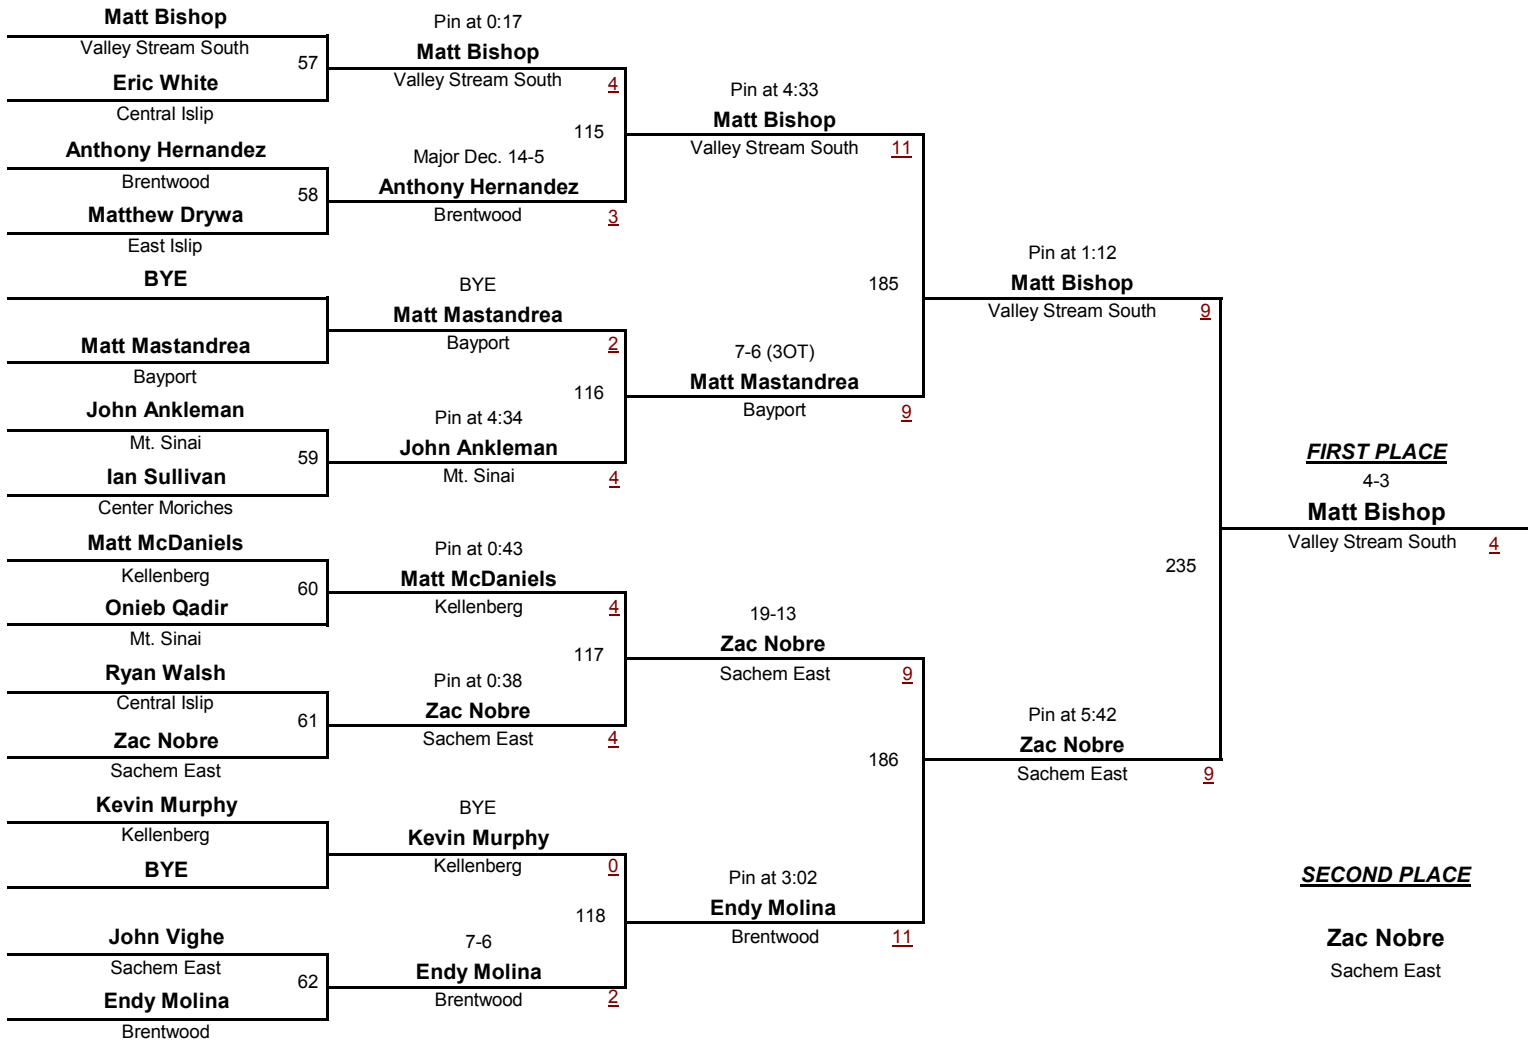 Matt Bishop
Valley Stream South
57
Eric White
Central Islip
Anthony Hernandez
Brentwood
58
Matthew Drywa
East Islip
BYE
Matt Mastandrea
Bayport
John Ankleman
Mt. Sinai
59
Ian Sullivan
Center Moriches
Matt McDaniels
Kellenberg
60
Onieb Qadir
Mt. Sinai
Ryan Walsh
Central Islip
61
Zac Nobre
Sachem East
Kevin Murphy
Kellenberg
BYE
John Vighe
Sachem East
62
Endy Molina
Brentwood
Pin at 0:17
Matt Bishop
Valley Stream South 4
115
Major Dec. 14-5
Anthony Hernandez
Brentwood 3
BYE
Matt Mastandrea
Bayport 2
116
Pin at 4:34
John Ankleman
Mt. Sinai 4
Pin at 0:43
Matt McDaniels
Kellenberg 4
117
Pin at 0:38
Zac Nobre
Sachem East 4
BYE
Kevin Murphy
Kellenberg 0
118
7-6
Endy Molina
Brentwood 2
Pin at 4:33
Matt Bishop
Valley Stream South 11
185
7-6 (3OT)
Matt Mastandrea
Bayport 9
19-13
Zac Nobre
Sachem East 9
186
Pin at 3:02
Endy Molina
Brentwood 11
Pin at 1:12
Matt Bishop
Valley Stream South 9
235
Pin at 5:42
Zac Nobre
Sachem East 9
FIRST PLACE
4-3
Matt Bishop
Valley Stream South 4
SECOND PLACE
Zac Nobre
Sachem East